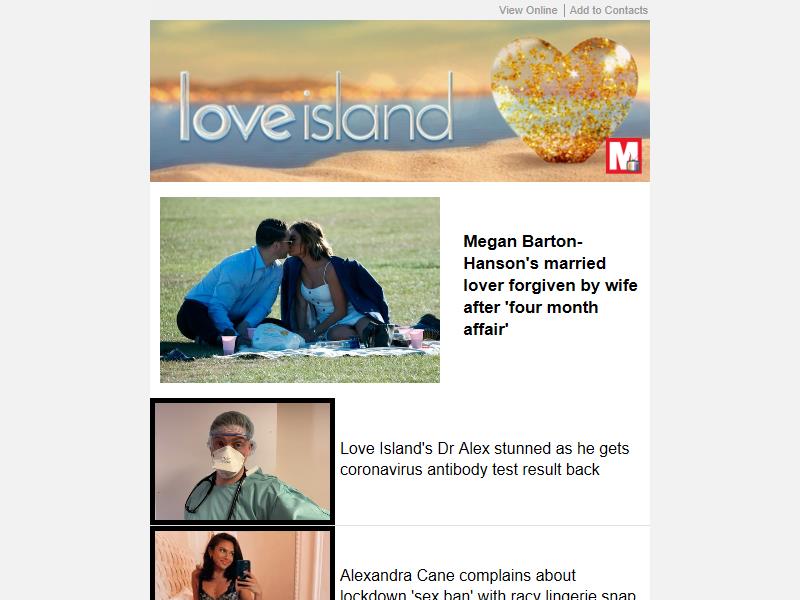 View Online | Add to Contacts
love island
M
Megan Barton-
Hanson's married
lover forgiven by wife
after 'four month
affair'
Love Island's Dr Alex stunned as he gets
coronavirus antibody test result back
Alexandra Cane complains about
lockdown 'sex ban' with racy lingerie snap